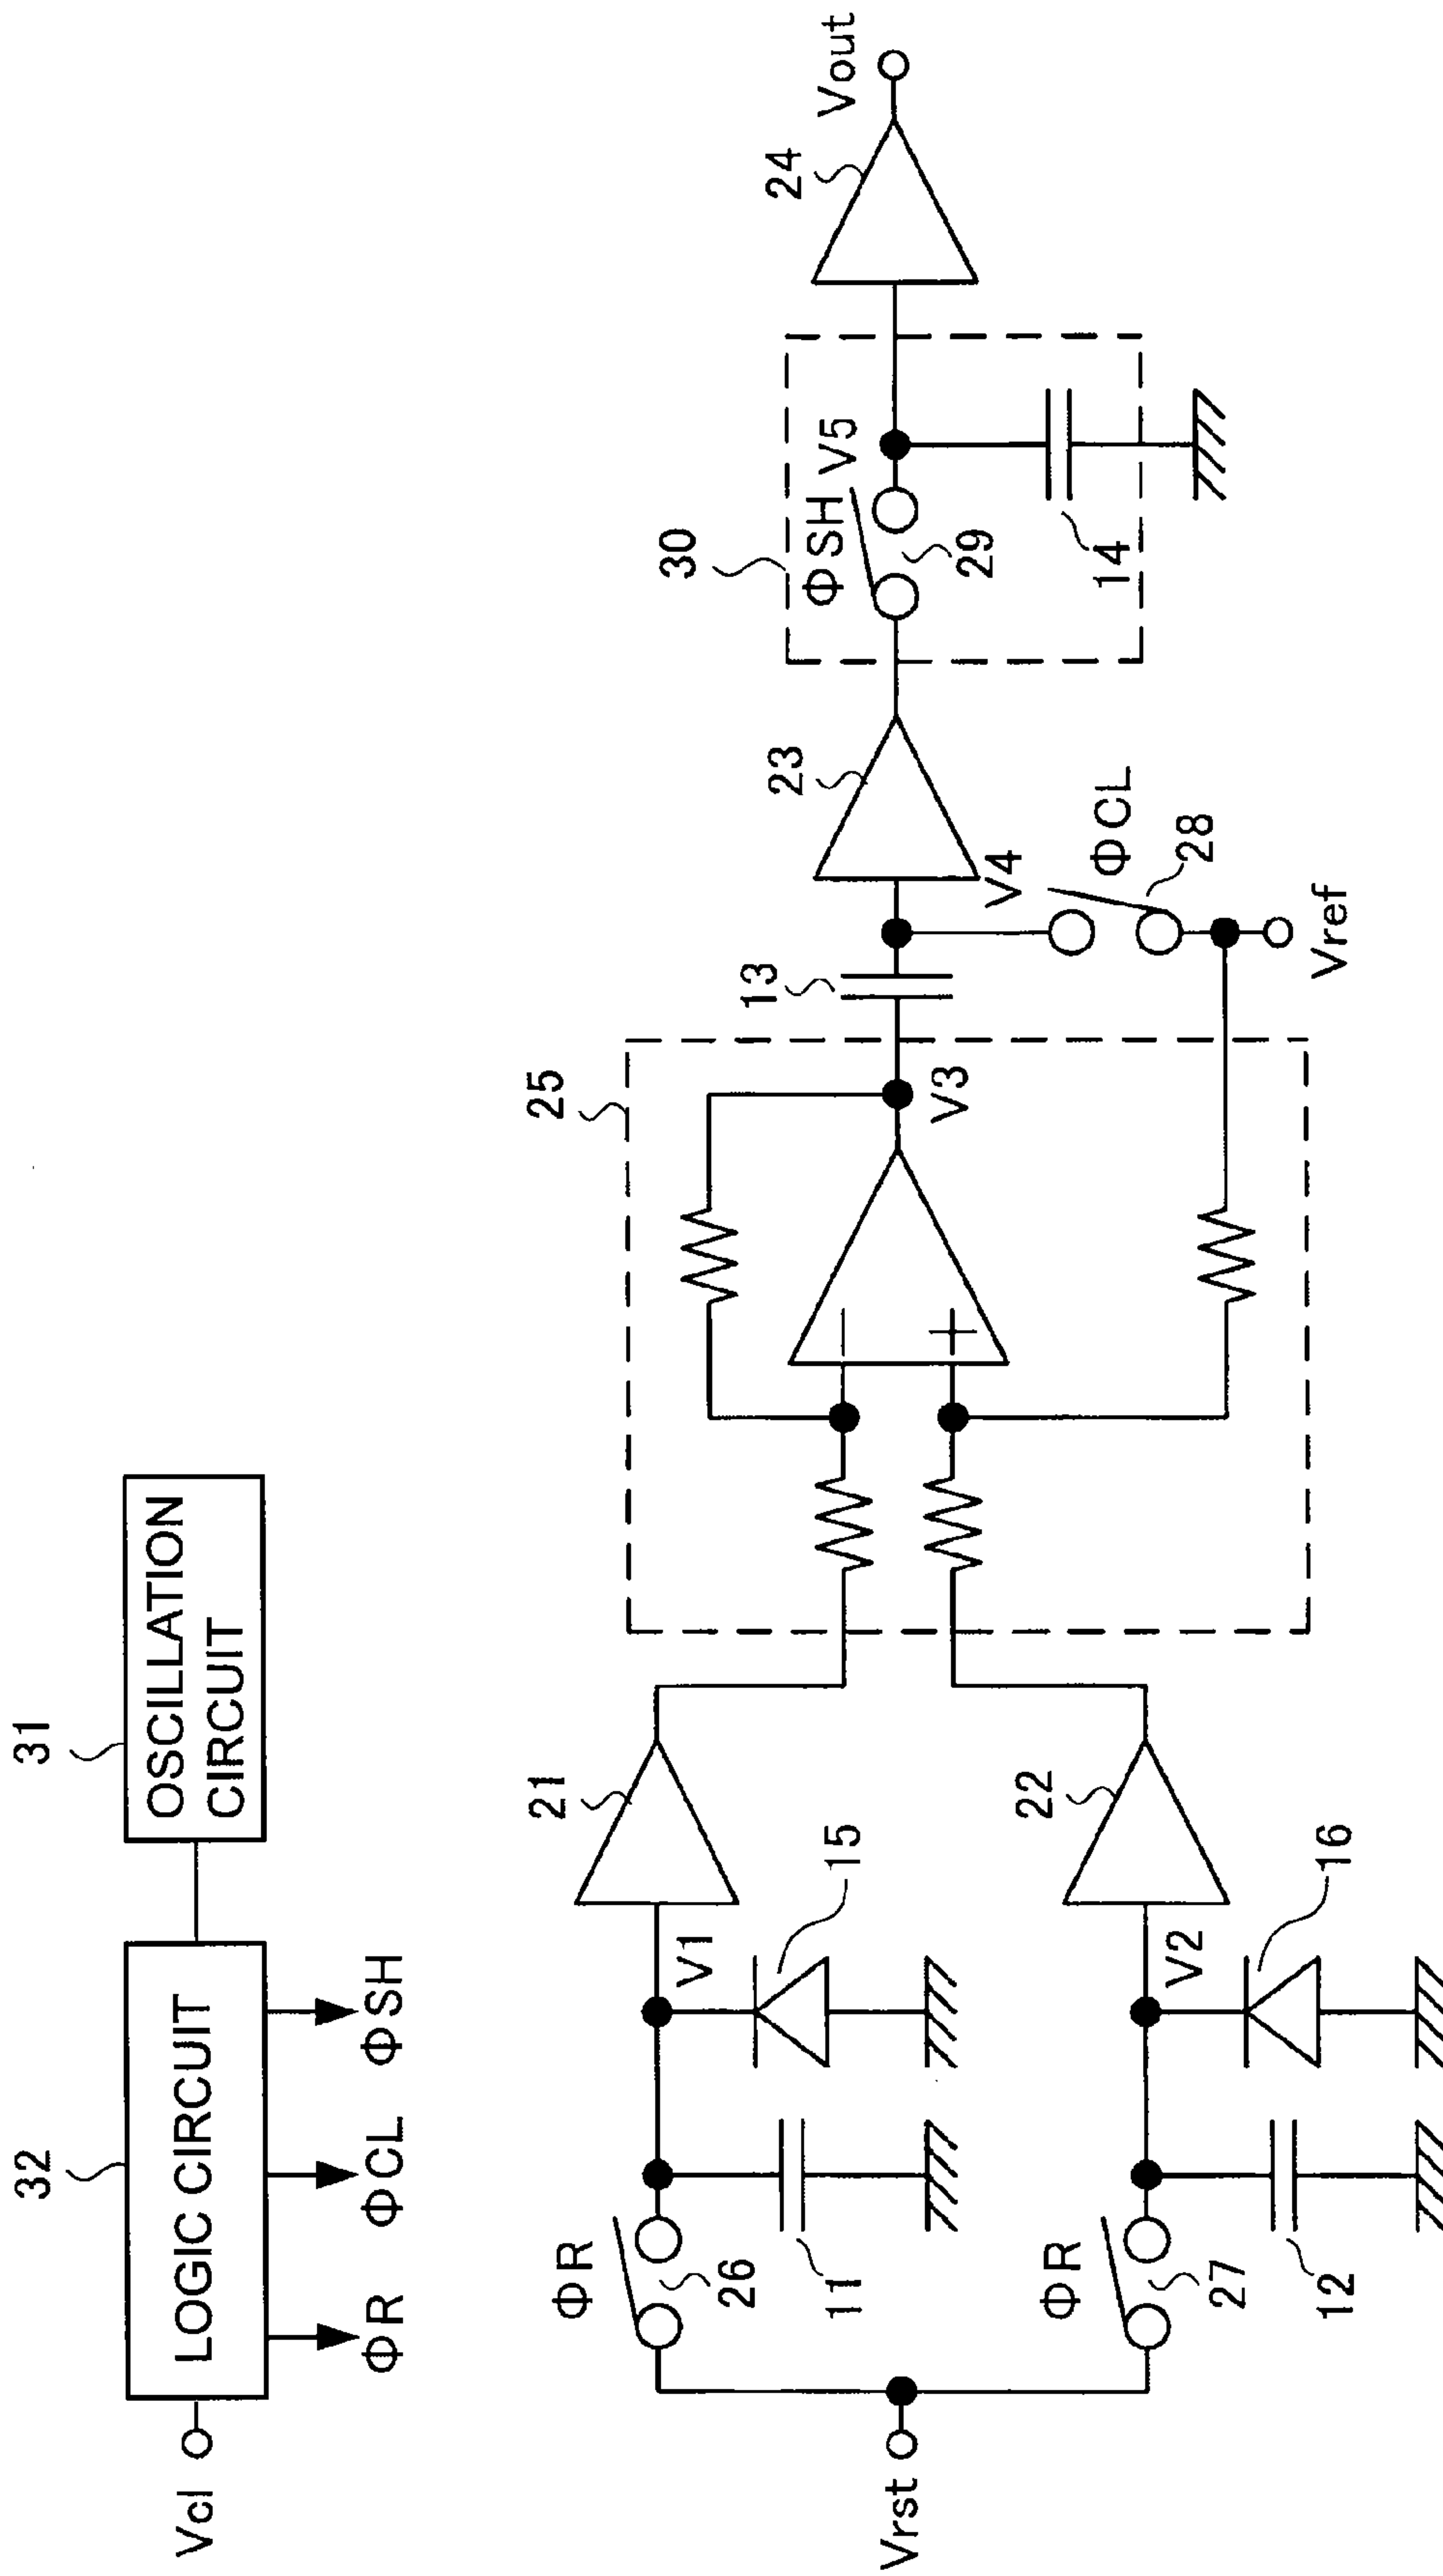 31
OSCILLATION
CIRCUIT
32
LOGIC CIRCUIT
Vcl
ΦR
ΦCL
ΦSH
Vrst
ΦR
26
11
V1
15
21
ΦR
27
12
V2
16
22
25
−
+
V3
13
V4
23
ΦCL
28
Vref
30
ΦSH
29
V5
14
24
Vout